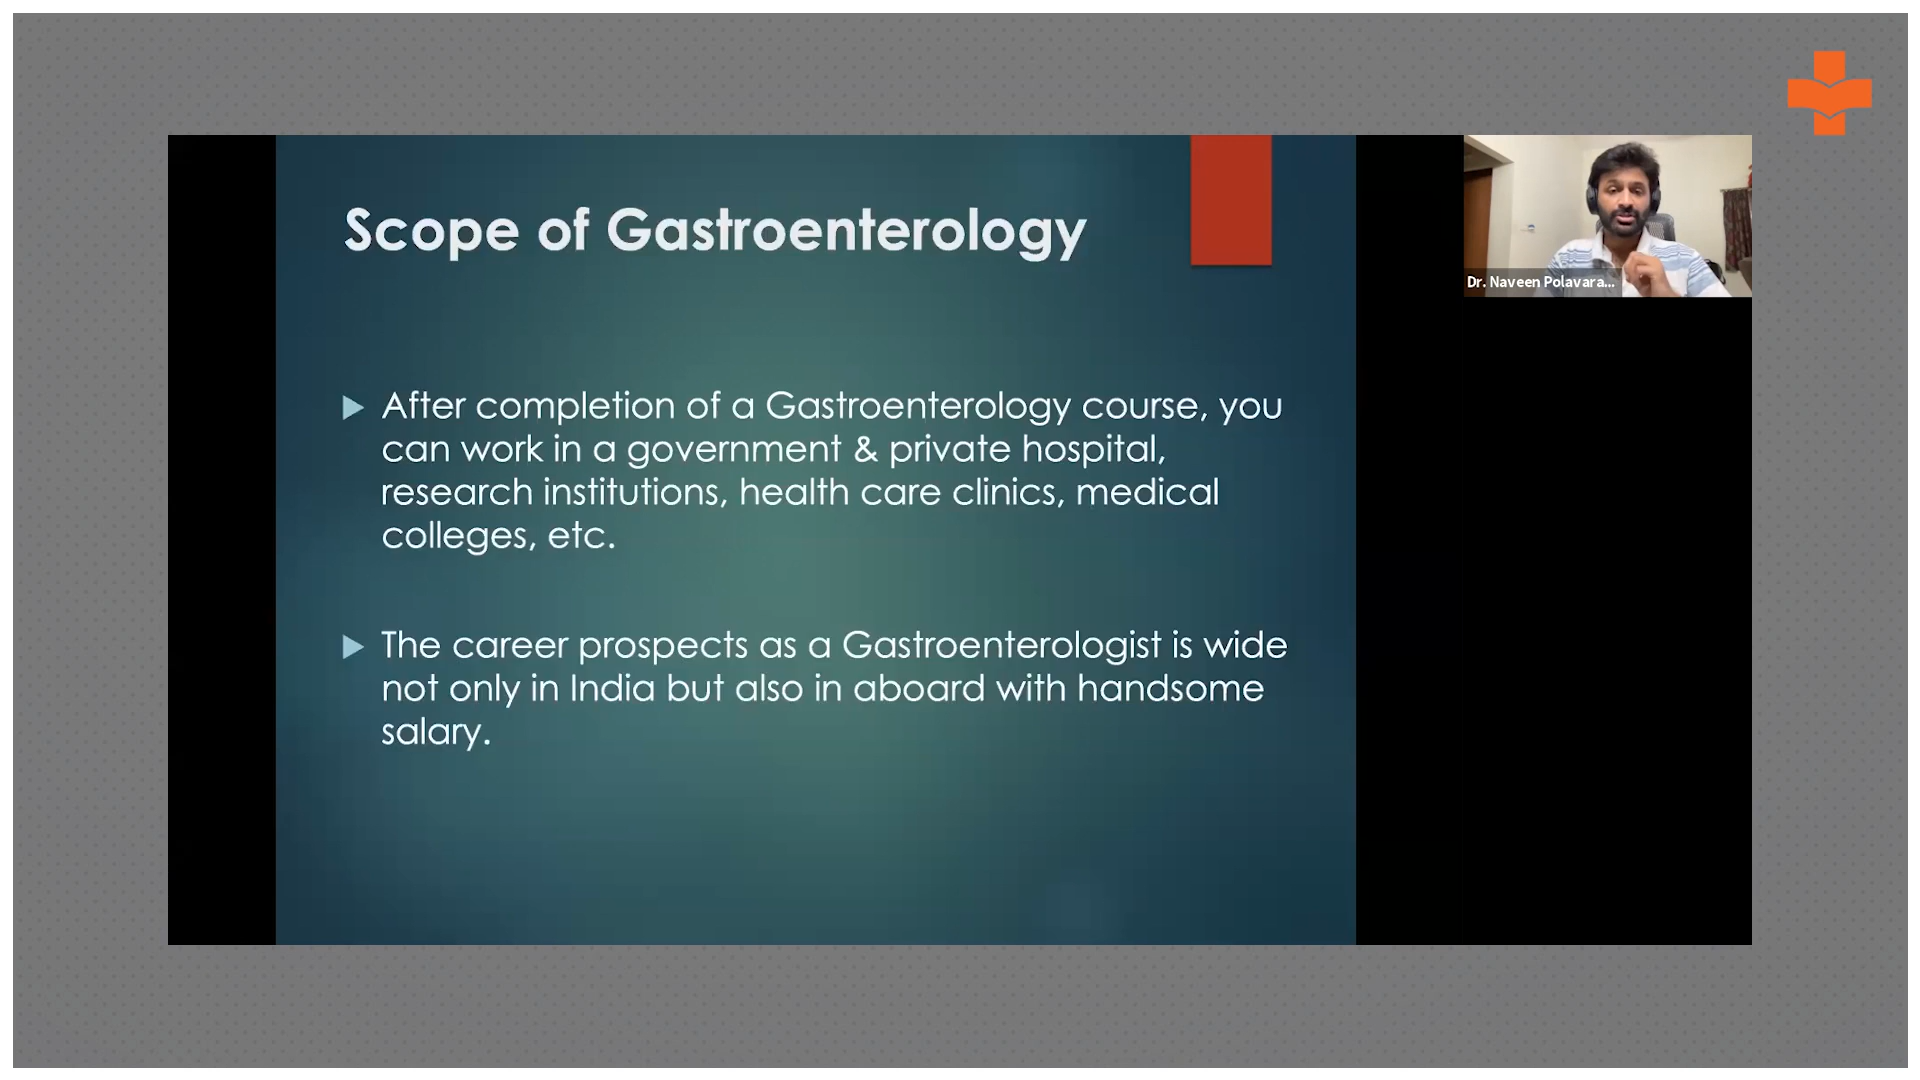 Scope of Gastroenterology
After completion of a Gastroenterology course, you
can work in a government & private hospital,
research institutions, health care clinics, medical
colleges, etc.
The career prospects as a Gastroenterologist is wide
not only in India but also in aboard with handsome
salary.
Dr. Naveen Polavara...